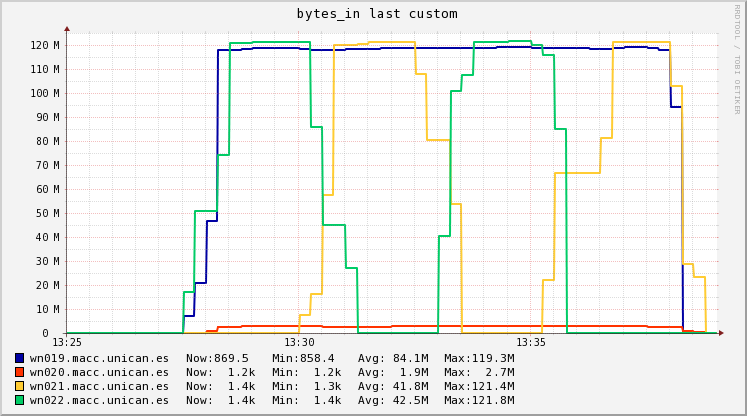 bytes_in last custom
RRDTOOL / TOBI OETIKER
120 M
110 M
100 M
90 M
80 M
70 M
60 M
50 M
40 M
30 M
20 M
10 M
0
13:25 13:30 13:35
wn019.macc.unican.es Now:869.5 Min:858.4 Avg: 84.1M Max:119.3M
wn020.macc.unican.es Now: 1.2k Min: 1.2k Avg: 1.9M Max: 2.7M
wn021.macc.unican.es Now: 1.4k Min: 1.3k Avg: 41.8M Max:121.4M
wn022.macc.unican.es Now: 1.4k Min: 1.4k Avg: 42.5M Max:121.8M